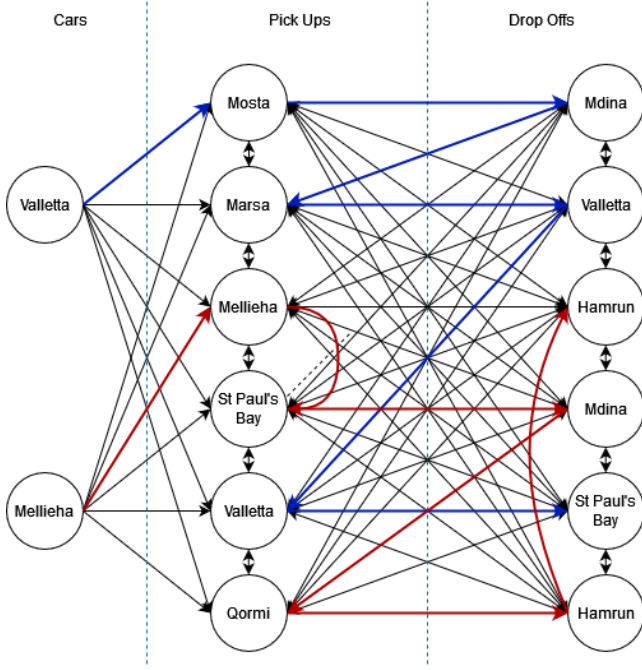 Cars
Pick Ups
Drop Offs
Mosta
Mdina
Valletta
Marsa
Valletta
Mellieha
Hamrun
St Paul's
Bay
Mdina
Mellieha
Valletta
St Paul's
Bay
Qormi
Hamrun